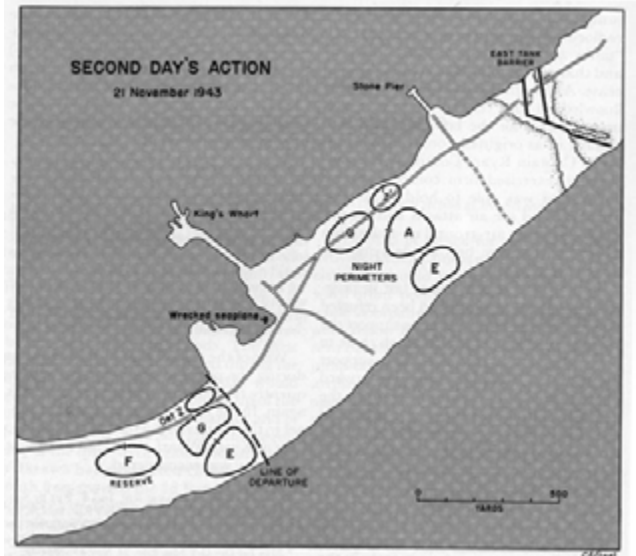 SECOND DAY'S ACTION
21 November 1943
EAST TANK
BARRIER
Stone Pier
King's Wharf
G
A
E
NIGHT
PERIMETERS
Wrecked seaplane
Det Z
G
E
F
RESERVE
LINE OF
DEPARTURE
0
500
YARDS